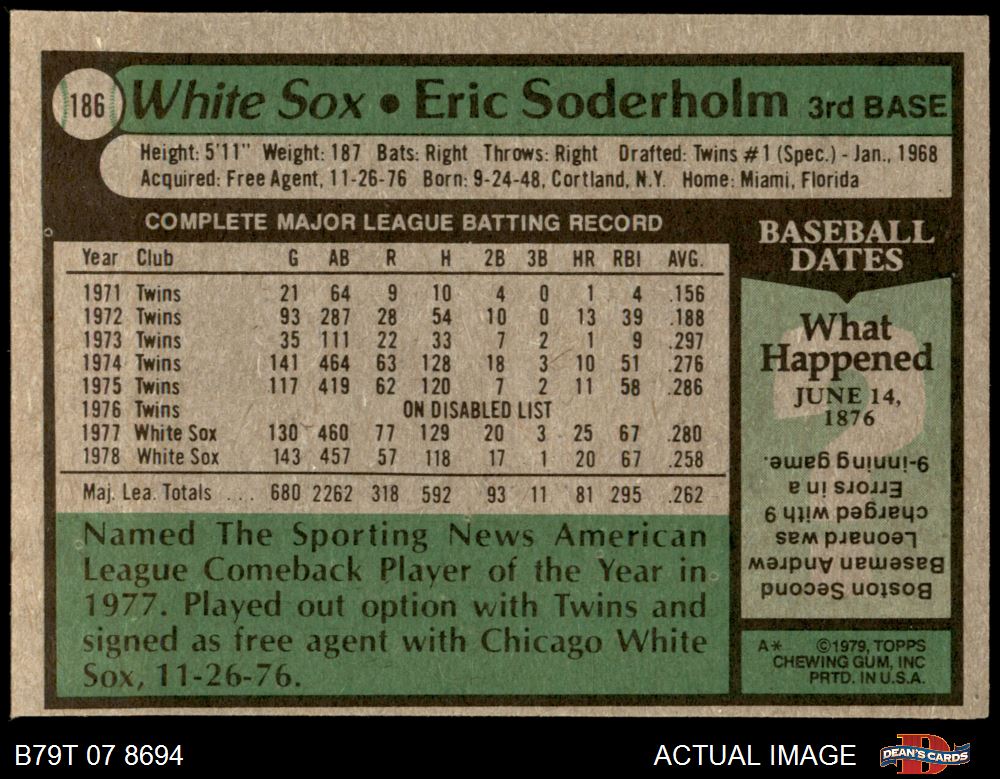 186 White Sox • Eric Soderholm 3rd BASE
Height: 5'11" Weight: 187 Bats: Right Throws: Right Drafted: Twins #1 (Spec.) - Jan., 1968
Acquired: Free Agent, 11-26-76 Born: 9-24-48, Cortland, N.Y. Home: Miami, Florida
COMPLETE MAJOR LEAGUE BATTING RECORD
Year Club G AB R H 2B 3B HR RBI AVG.
1971 Twins 21 64 9 10 4 0 1 4 .156
1972 Twins 93 287 28 54 10 0 13 39 .188
1973 Twins 35 111 22 33 7 2 1 9 .297
1974 Twins 141 464 63 128 18 3 10 51 .276
1975 Twins 117 419 62 120 7 2 11 58 .286
1976 Twins ON DISABLED LIST
1977 White Sox 130 460 77 129 20 3 25 67 .280
1978 White Sox 143 457 57 118 17 1 20 67 .258
Maj. Lea. Totals .... 680 2262 318 592 93 11 81 295 .262
Named The Sporting News American
League Comeback Player of the Year in
1977. Played out option with Twins and
signed as free agent with Chicago White
Sox, 11-26-76.
BASEBALL
DATES
What
Happened
JUNE 14,
1876
?
Boston Second
Baseman Andrew
Leonard was
charged with 9
Errors in a
9-inning game.
A* ©1979, TOPPS
CHEWING GUM, INC
PRTD. IN U.S.A.
B79T 07 8694
ACTUAL IMAGE
D
DEAN'S CARDS